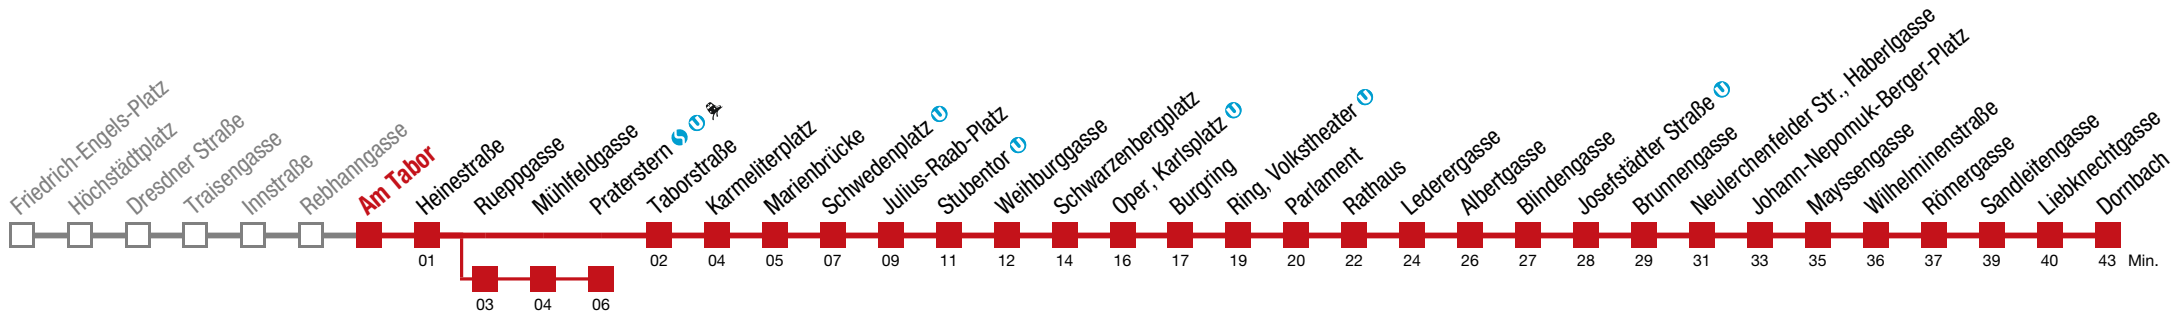 Friedrich-Engels-Platz
Höchstädtplatz
Dresdner Straße
Traisengasse
Innstraße
Rebhanngasse
Am Tabor
Heinestraße
Rueppgasse
Mühlfeldgasse
Praterstern
Taborstraße
Karmeliterplatz
Marienbrücke
Schwedenplatz U
Julius-Raab-Platz
Stubentor U
Weihburggasse
Schwarzenbergplatz
Oper, Karlsplatz U
Burgring
Ring, Volkstheater U
Parlament
Rathaus
Lederergasse
Albertgasse
Blindengasse
Josefstädter Straße U
Brunnengasse
Neulerchenfelder Str., Haberlgasse
Johann-Nepomuk-Berger-Platz
Mayssengasse
Wilhelminenstraße
Römergasse
Sandleitengasse
Liebknechtgasse
Dornbach
01 02 04 05 07 09 11 12 14 16 17 19 20 22 24 26 27 28 29 31 33 35 36 37 39 40 43 Min.
03 04 06